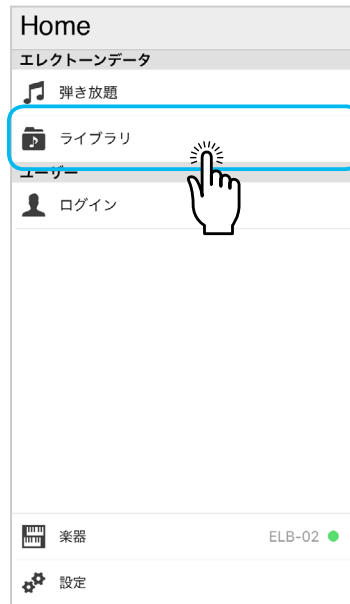 Home
エレクトーンデータ
弾き放題
ライブラリ
ユーザー
ログイン
楽器 ELB-02
設定